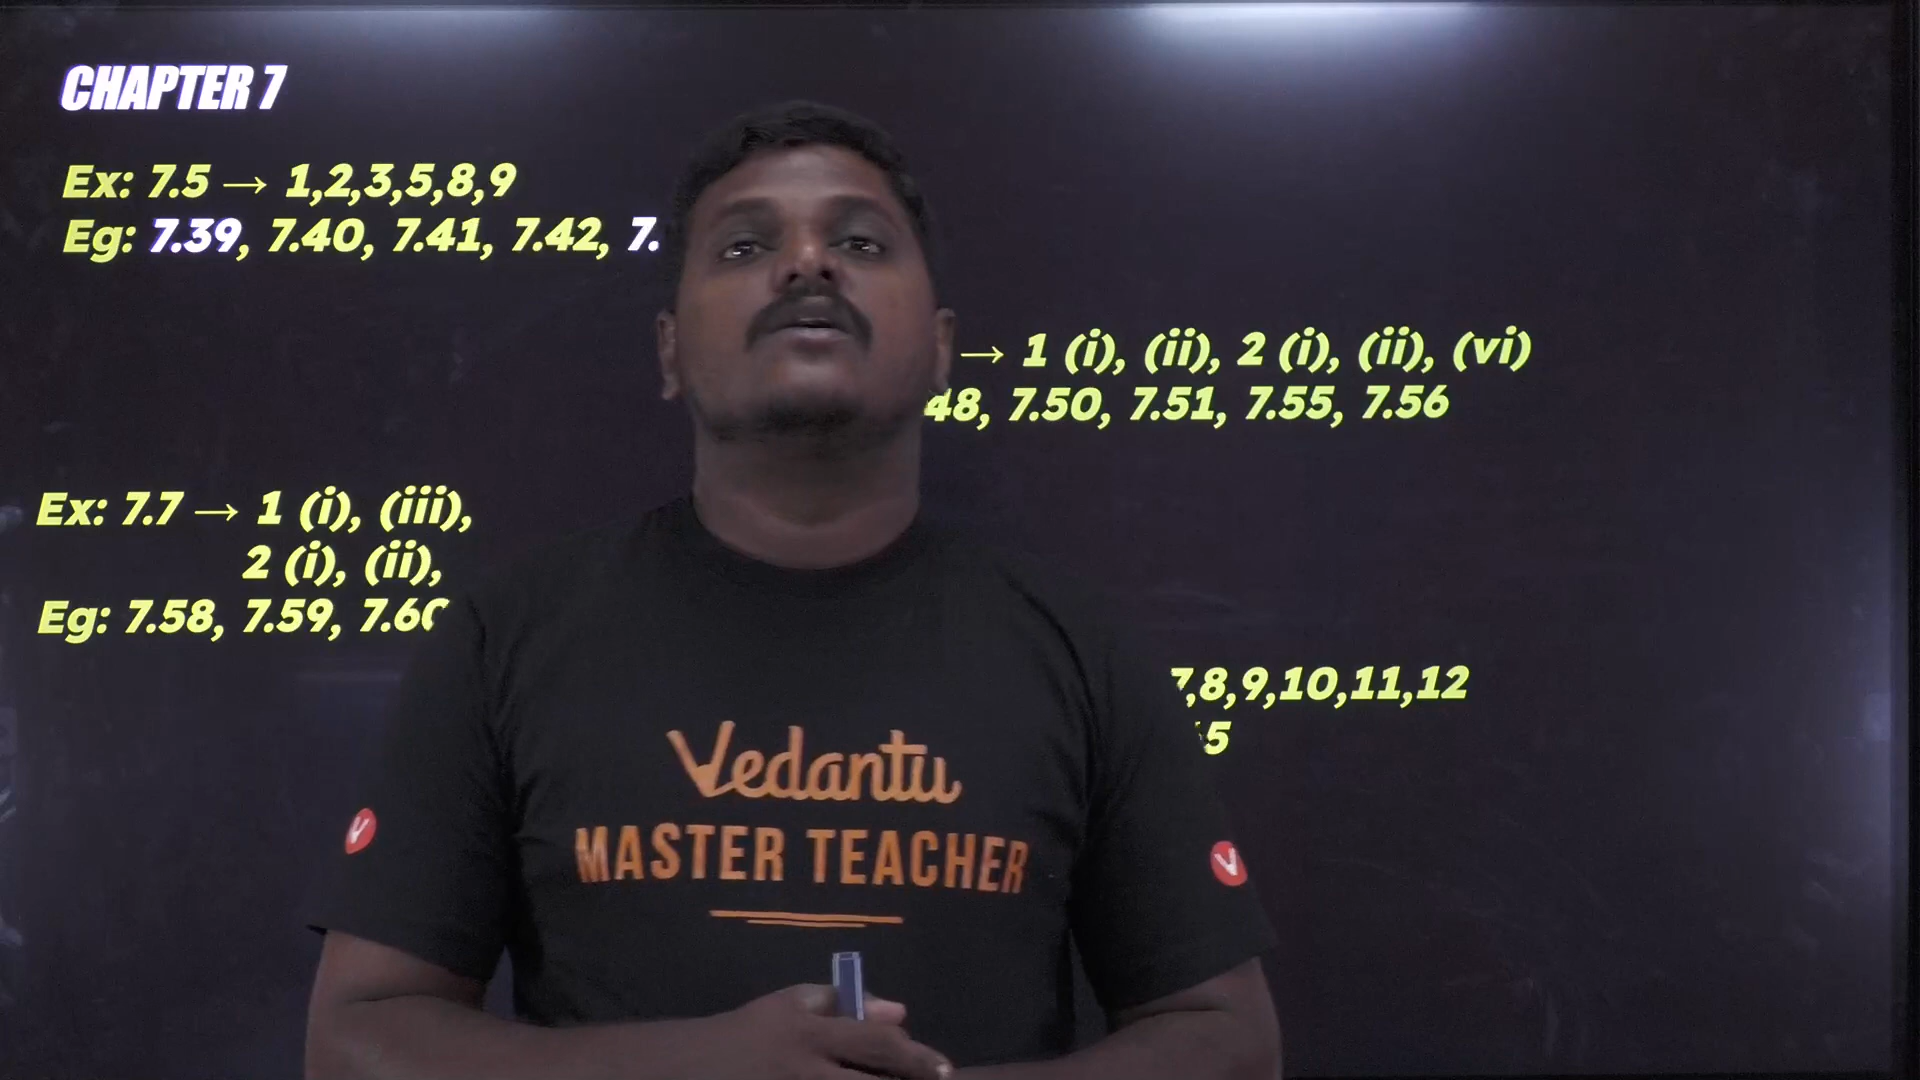 CHAPTER 7
Ex: 7.5 → 1,2,3,5,8,9
Eg: 7.39, 7.40, 7.41, 7.42, 7.
→ 1 (i), (ii), 2 (i), (ii), (vi)
48, 7.50, 7.51, 7.55, 7.56
Ex: 7.7 → 1 (i), (iii),
2 (i), (ii),
Eg: 7.58, 7.59, 7.60
7,8,9,10,11,12
5
Vedantu
MASTER TEACHER